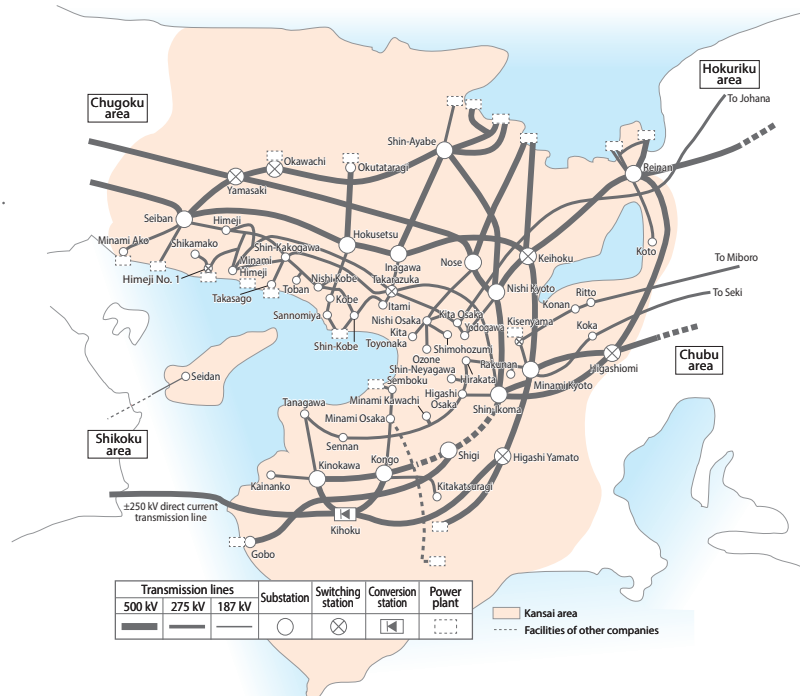 Hokuriku
area
To Johana
Chugoku
area
Shin-Ayabe
Okawachi
Okutataragi
Reinan
Yamasaki
Seiban
Himeji
Hokusetsu
Minami Ako
Shikamako
Shin-Kakogawa
Inagawa
Nose
Keihoku
Koto
To Miboro
Himeji No. 1
Minami
Himeji
Takasago
Toban
Nishi-Kobe
Takarazuka
Nishi Kyoto
Ritto
Konan
To Seki
Kobe
Itami
Sannomiya
Nishi Osaka
Kita Osaka
Kisenyama
Koka
Kita
Toyonaka
Yodogawa
Shin-Kobe
Shimohozumi
Ozone
Rakunan
Higashiomi
Chubu
area
Seidan
Shin-Neyagawa
Semboku
Hirakata
Minami Kyoto
Tanagawa
Minami Kawachi
Higashi
Osaka
Shin-Ikoma
Minami Osaka
Shikoku
area
Sennan
Kinokawa
Kongo
Shigi
Higashi Yamato
Kainanko
Kitakatsuragi
±250 kV direct current
transmission line
Kihoku
Gobo
Transmission lines
500 kV 275 kV 187 kV
Substation
Switching
station
Conversion
station
Power
plant
Kansai area
Facilities of other companies